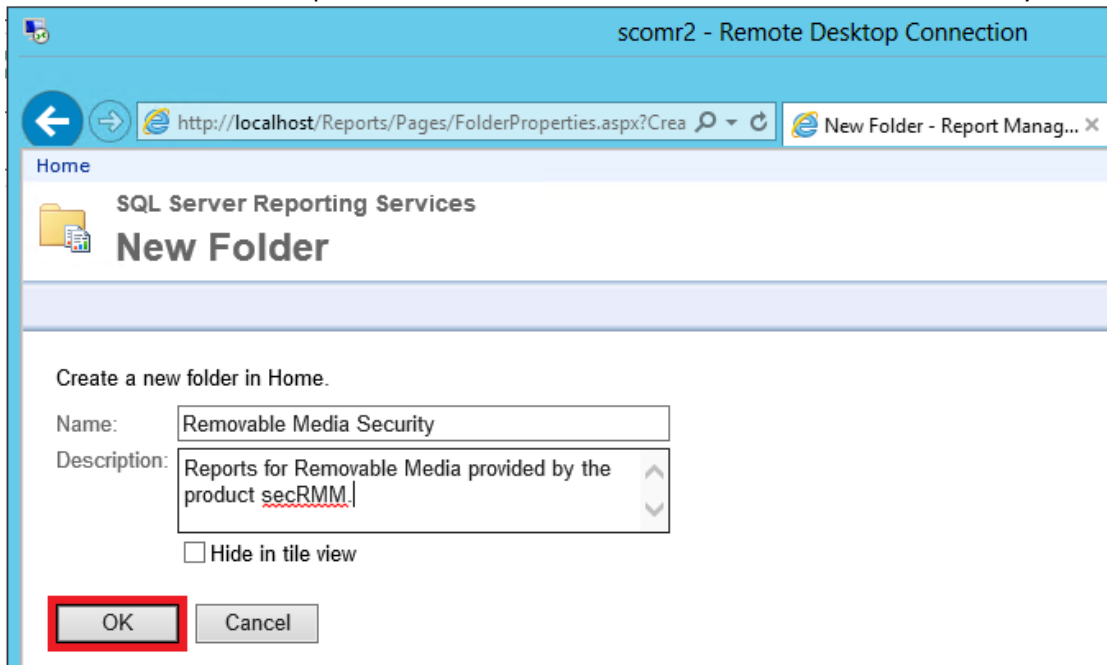 scomr2 - Remote Desktop Connection
http://localhost/Reports/Pages/FolderProperties.aspx?Crea
New Folder - Report Manag...
Home
SQL Server Reporting Services
New Folder
Create a new folder in Home.
Name: Removable Media Security
Description: Reports for Removable Media provided by the
product secRMM.
Hide in tile view
OK Cancel